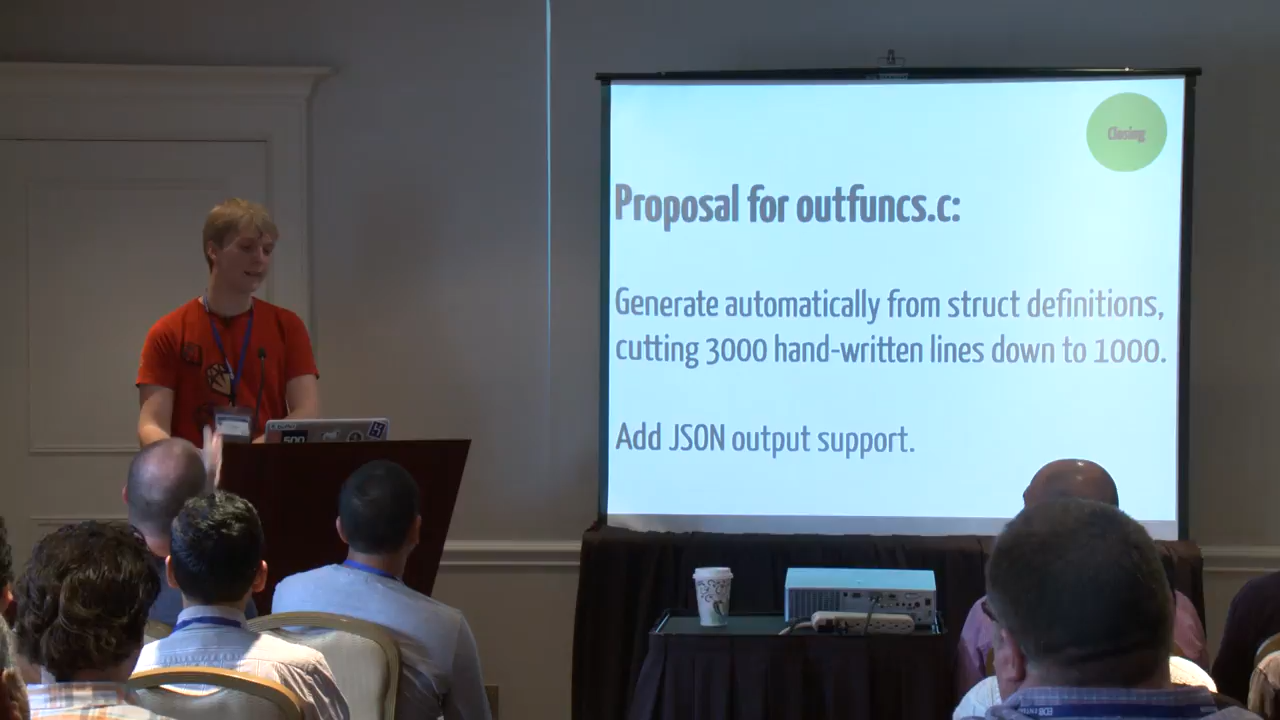 Closing
Proposal for outfuncs.c:
Generate automatically from struct definitions,
cutting 3000 hand-written lines down to 1000.
Add JSON output support.
500